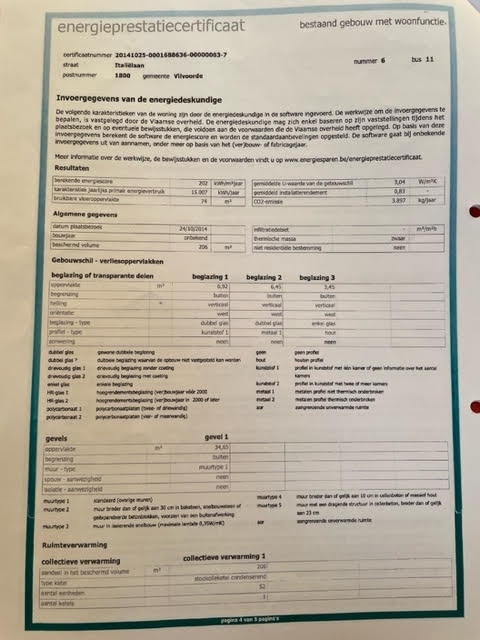 energieprestatiecertificaat
bestaand gebouw met woonfunctie
certificaatnummer 20141025-0001688636-00000003-7
straat Italiëlaan nummer 6 bus 11
postnummer 1800 gemeente Vilvoorde
Invoergegevens van de energiedeskundige
De volgende karakteristieken van de woning zijn door de energiedeskundige in de software ingevoerd. De werkwijze om de invoergegevens te
bepalen, is vastgelegd door de Vlaamse overheid. De energiedeskundige mag zich enkel baseren op zijn vaststellingen tijdens het
plaatsbezoek en op eventuele bewijsstukken, die voldoen aan de voorwaarden die de Vlaamse overheid heeft opgelegd. Op basis van deze
invoergegevens berekent de software de energiescore en worden de standaardaanbevelingen opgesteld. De software gaat bij onbekende
invoergegevens uit van aannamen, onder meer op basis van het (ver)bouw- of fabricagejaar.
Meer informatie over de werkwijze, de bewijsstukken en de voorwaarden vindt u op www.energiesparen.be/energieprestatiecertificaat.
Resultaten
berekende energiescore 202 kWh/m²jaar gemiddelde U-waarde van de gebouwschil 3,04 W/m²K
karakteristiek jaarlijks primair energieverbruik 15.007 kWh/jaar gemiddeld installatierendement 0,83 -
bruikbare vloeroppervlakte 74 m² CO2-emissie 3.897 kg/jaar
Algemene gegevens
datum plaatsbezoek 24/10/2014 infiltratiedebiet - m³/m²h
bouwjaar onbekend thermische massa zwaar
beschermd volume 206 m³ niet residentiële bestemming neen
Gebouwschil - verliesoppervlakken
beglazing of transparante delen beglazing 1 beglazing 2 beglazing 3
oppervlakte m² 6,92 6,45 3,45
begrenzing buiten buiten buiten
helling ° verticaal verticaal verticaal
oriëntatie west west west
beglazing - type dubbel glas dubbel glas enkel glas
profiel - type kunststof 1 metaal 1 hout
zonwering neen neen neen
dubbel glas gewone dubbele beglazing geen geen profiel
dubbel glas * dubbele beglazing waarvan de opbouw niet vastgesteld kan worden hout houten profiel
drievoudig glas 1 drievoudig beglazing zonder coating kunststof 1 profiel in kunststof met één kamer of geen informatie over het aantal
drievoudig glas 2 drievoudig beglazing met coating kamers
enkel glas enkele beglazing kunststof 2 profiel in kunststof twee of meer kamers
HR-glas 1 hoogrendementsbeglazing (ver)bouwjaar vóór 2000 metaal 1 metalen profiel niet thermisch onderbroken
HR-glas 2 hoogrendementsbeglazing (ver)bouwjaar in 2000 of later metaal 2 metalen profiel thermisch onderbroken
polycarbonaat 1 polycarbonaatplaten (twee- of driewandig) aor aangrenzende onverwarmde ruimte
polycarbonaat 2 polycarbonaatplaten (vier- of meerwandig)
gevels gevel 1
oppervlakte m² 34,65
begrenzing buiten
muur - type muurtype 1
spouw - aanwezigheid neen
isolatie - aanwezigheid neen
muurtype 1 standaard (overige muren) muurtype 4 muur breder dan of gelijk aan 10 cm in cellenbeton of massief hout
muurtype 2 muur breder dan of gelijk aan 30 cm in baksteen, snelbouwsteen of muurtype 5 muur met een dragende structuur in cellenbeton, breder dan of gelijk
geëxpandeerde betonblokken, voorzien van een buitenafwerking aan 23 cm
muurtype 3 muur in isolerende snelbouw (maximale lambda 0,35W/mK) aor aangrenzende onverwarmde ruimte
Ruimteverwarming
collectieve verwarming collectieve verwarming 1
aandeel in het beschermd volume m³ 206
type ketel stookolieketel condenserend
aantal eenheden 52
aantal ketels 1
pagina 4 van 5 pagina's